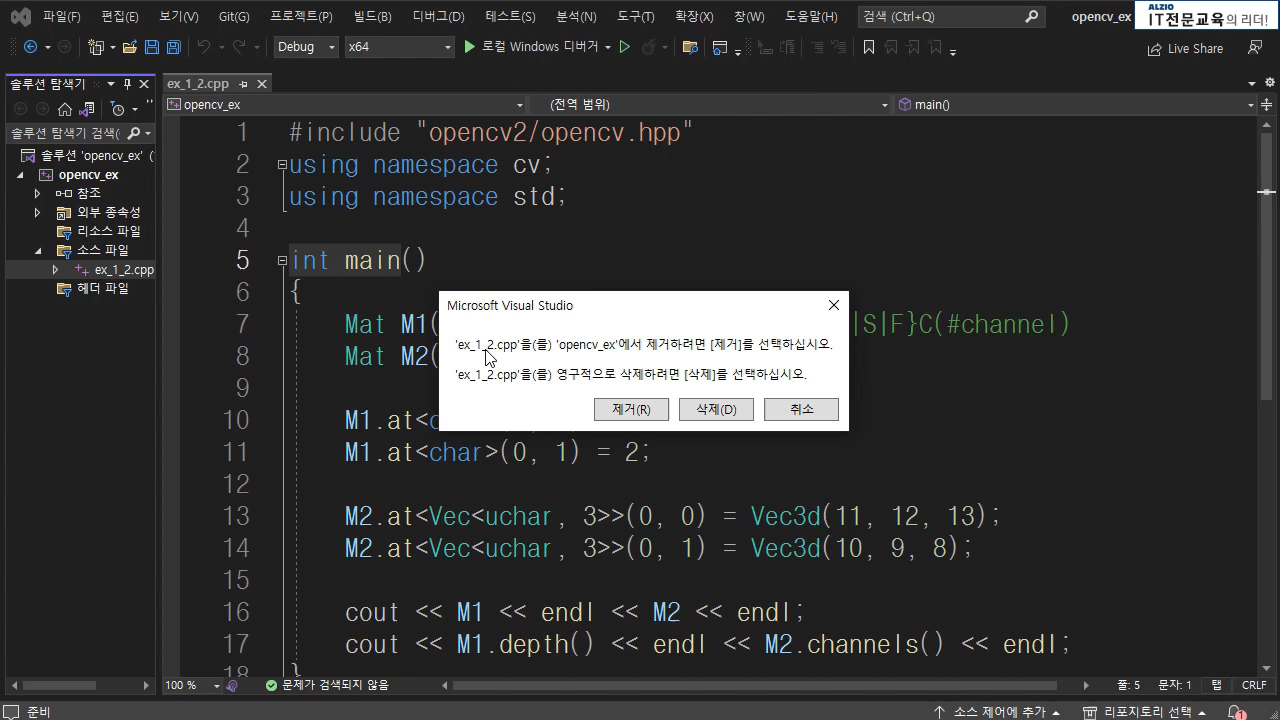 파일(F) 편집(E) 보기(V) Git(G) 프로젝트(P) 빌드(B) 디버그(D) 테스트(S) 분석(N) 도구(T) 확장(X) 창(W) 도움말(H) 검색 (Ctrl+Q) opencv_ex
ALZIO
IT전문교육의 리더!
Debug x64 로컬 Windows 디버거 Live Share
솔루션 탐색기
ex_1_2.cpp
opencv_ex (전역 범위) main()
솔루션 탐색기 검색(
솔루션 'opencv_ex' (
opencv_ex
참조
외부 종속성
리소스 파일
소스 파일
ex_1_2.cpp
헤더 파일
1 #include "opencv2/opencv.hpp"
2 using namespace cv;
3 using namespace std;
4
5 int main()
6 {
7 Mat M1( |S|F}C(#channel)
8 Mat M2(
9
10 M1.at<c
11 M1.at<char>(0, 1) = 2;
12
13 M2.at<Vec<uchar, 3>>(0, 0) = Vec3d(11, 12, 13);
14 M2.at<Vec<uchar, 3>>(0, 1) = Vec3d(10, 9, 8);
15
16 cout << M1 << endl << M2 << endl;
17 cout << M1.depth() << endl << M2.channels() << endl;
18 }
Microsoft Visual Studio
'ex_1_2.cpp'을(를) 'opencv_ex'에서 제거하려면 [제거]를 선택하십시오.
'ex_1_2.cpp'을(를) 영구적으로 삭제하려면 [삭제]를 선택하십시오.
제거(R) 삭제(D) 취소
100 % 문제가 검색되지 않음 줄: 5 문자: 1 탭 CRLF
준비 소스 제어에 추가 리포지토리 선택 1